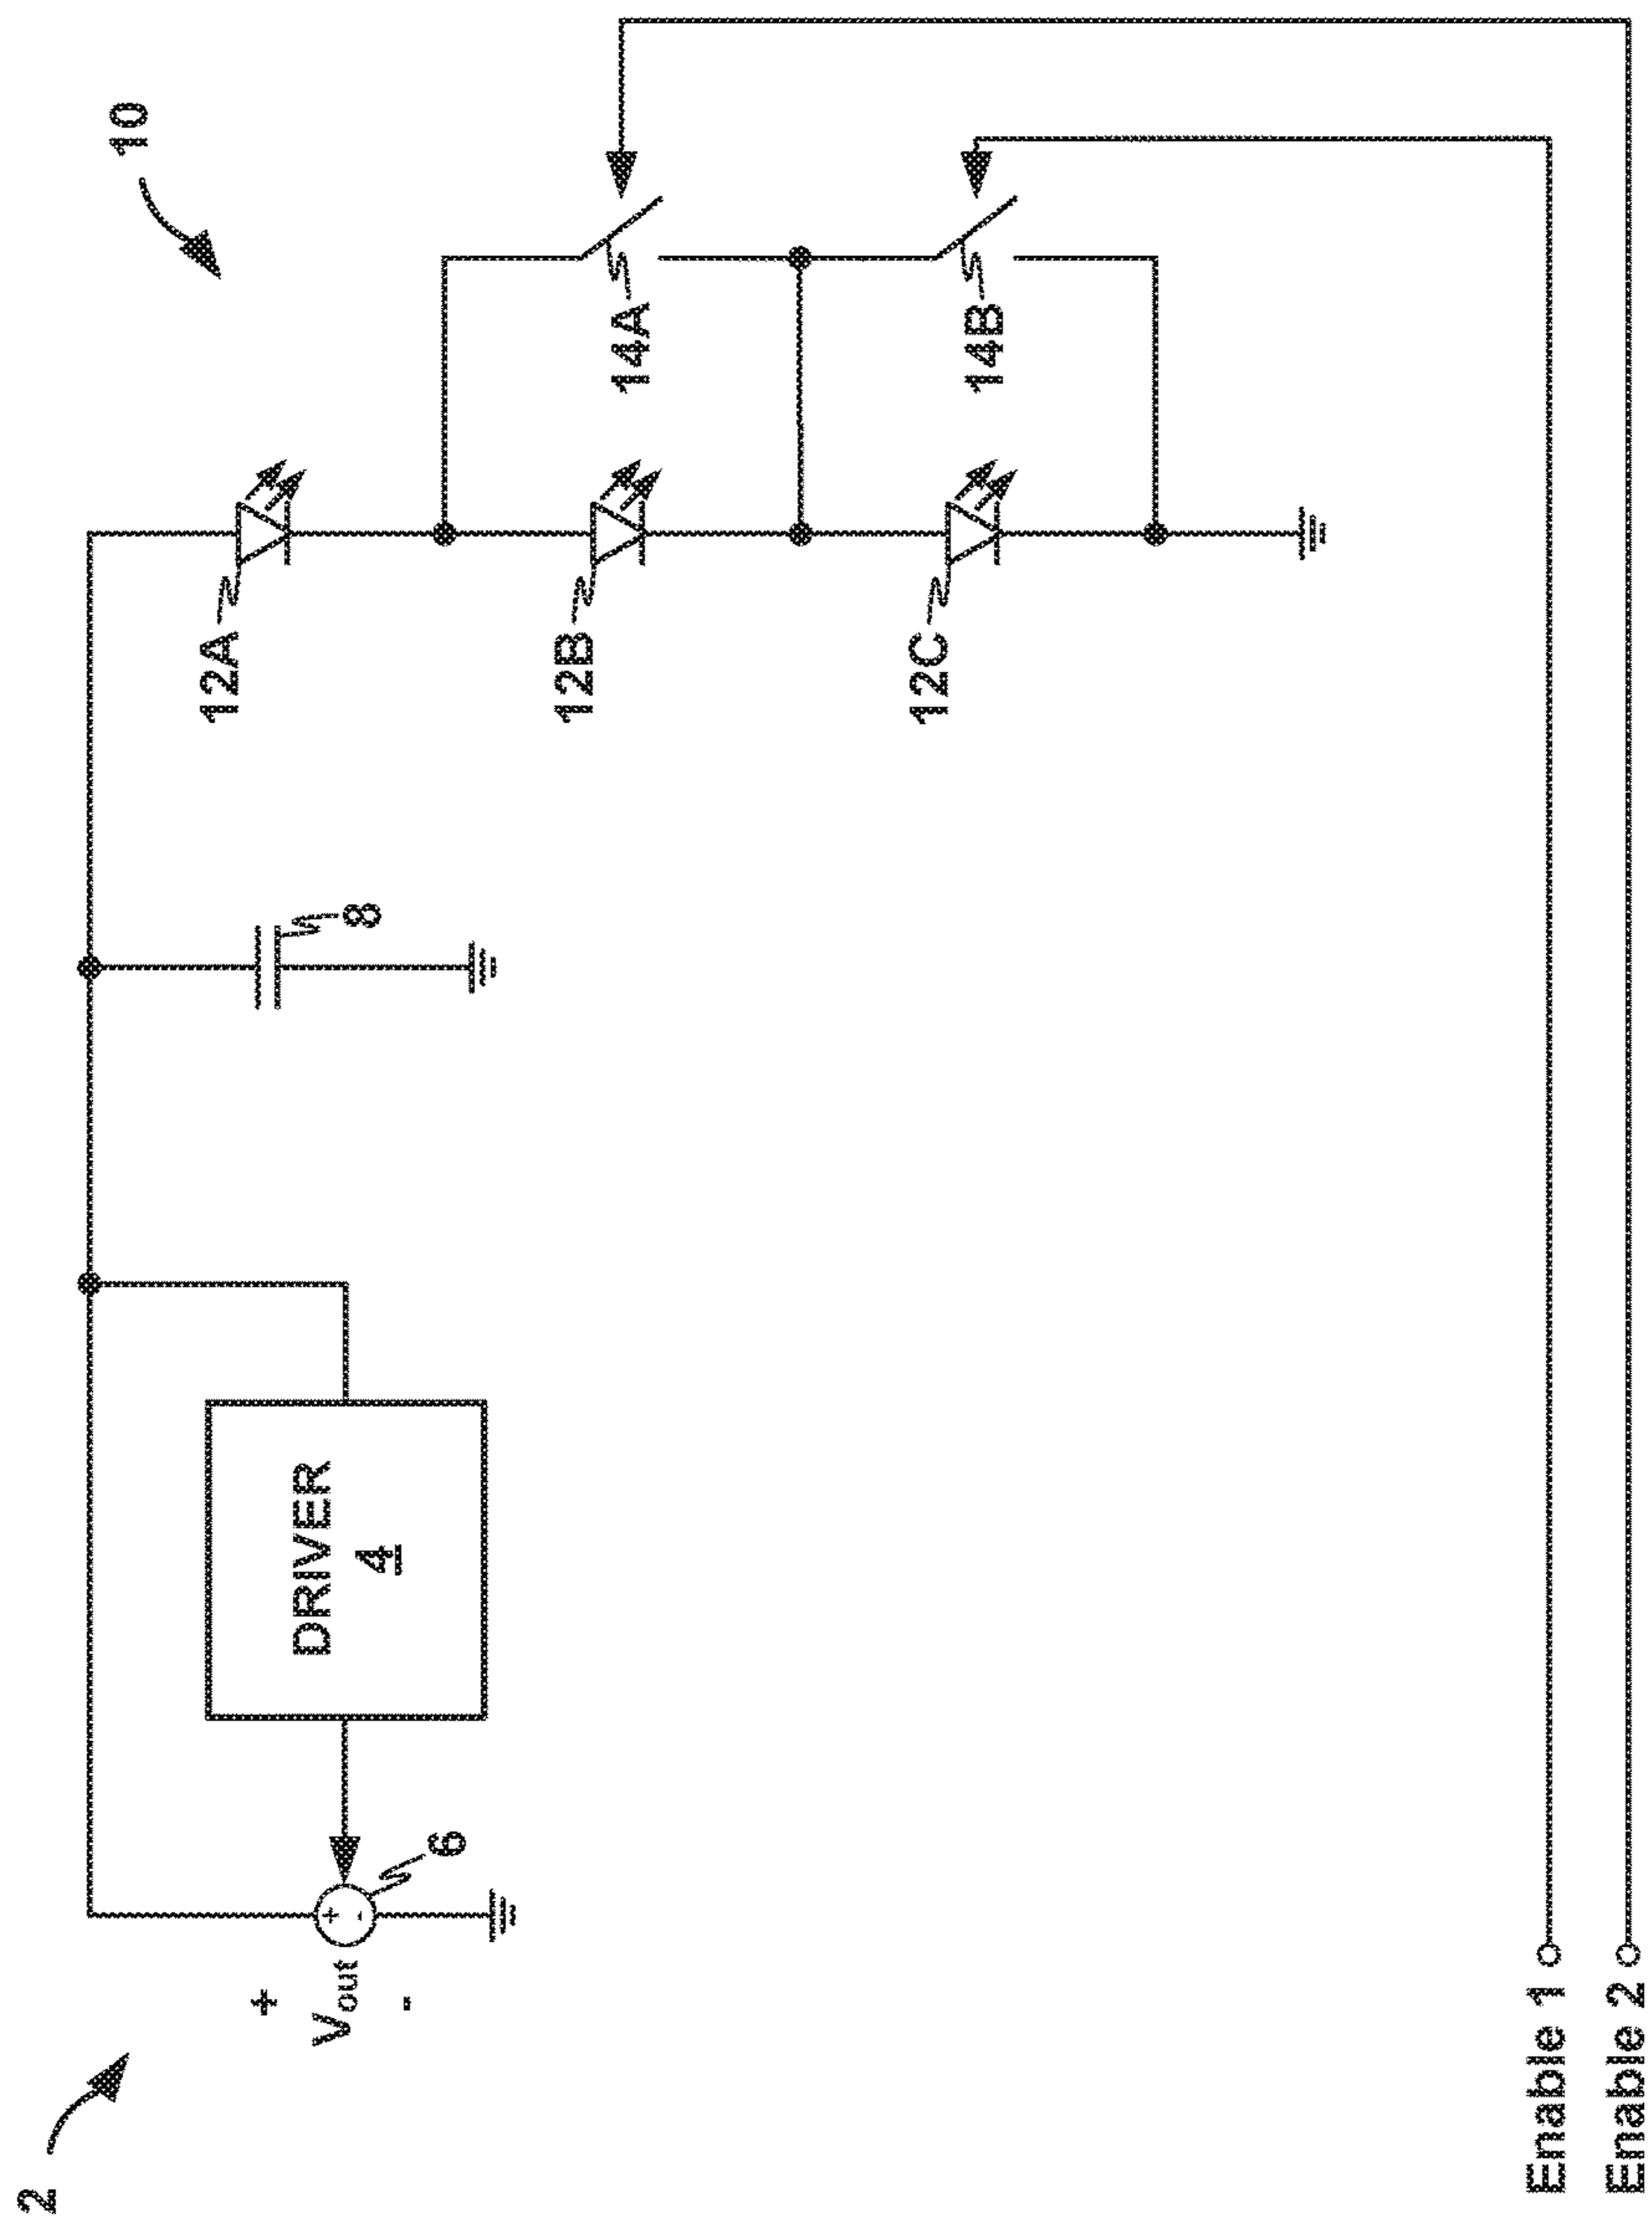 2
10
+
Vout
-
6
DRIVER
4
8
12A
12B
12C
14A
14B
+
-
Enable 1
Enable 2